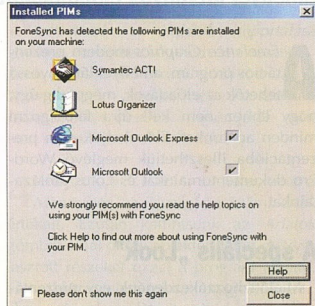 Installed PIMs
FoneSync has detected the following PIMs are installed
on your machine:
Symantec ACT!
Lotus Organizer
Microsoft Outlook Express
Microsoft Outlook
We strongly recommend you read the help topics on
using your PIM(s) with FoneSync
Click Help to find out more about using FoneSync with
your PIM.
Help
Please don't show me this again
Close